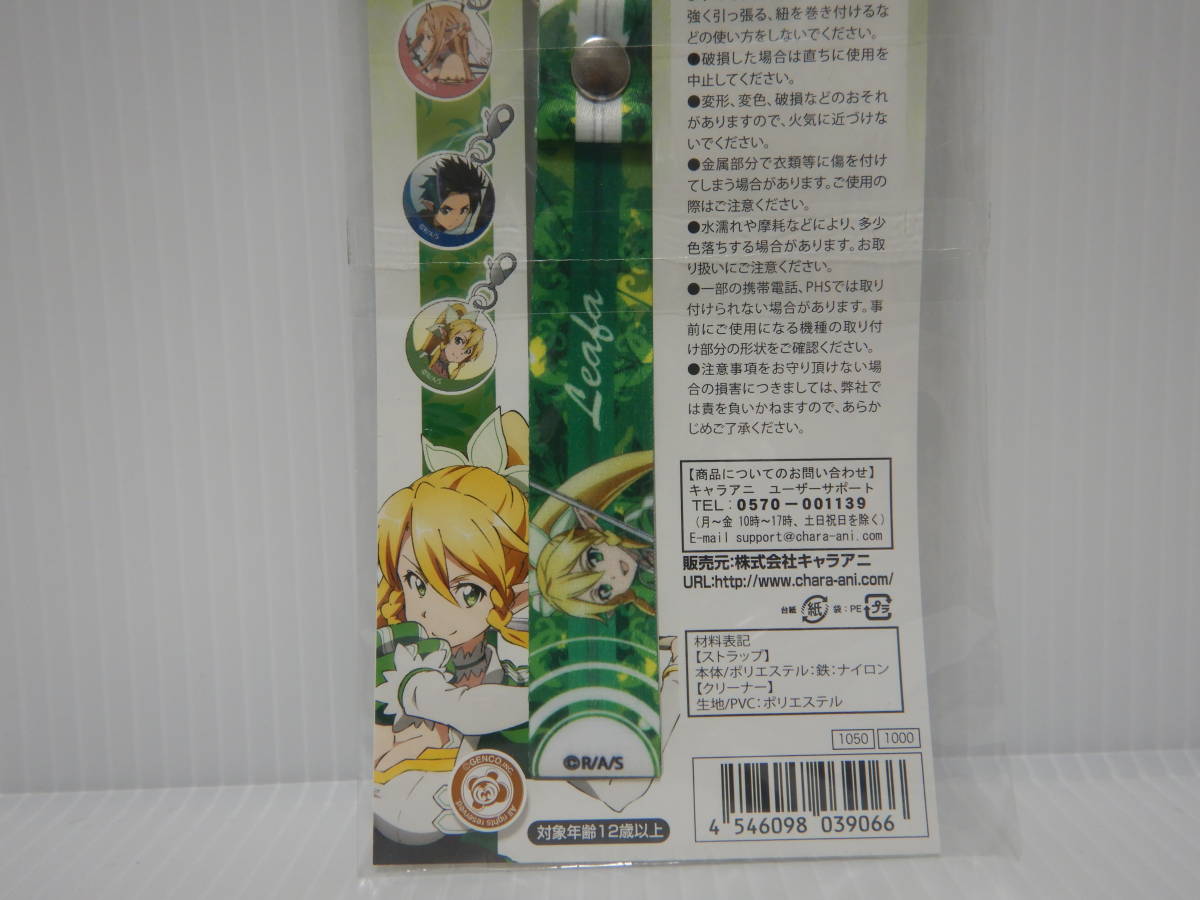 強く引っ張る、紐を巻き付けるな
どの使い方をしないでください。
●破損した場合は直ちに使用を
中止してください。
●変形、変色、破損などのおそれ
がありますので、火気に近づけな
いでください。
●金属部分で衣類等に傷を付け
てしまう場合があります。ご使用の
際はご注意ください。
●水濡れや摩耗などにより、多少
色落ちする場合があります。お取
り扱いにご注意ください。
●一部の携帯電話、PHSでは取り
付けられない場合があります。事
前にご使用になる機種の取り付
け部分の形状をご確認ください。
●注意事項をお守り頂けない場
合の損害につきましては、弊社で
は責を負いかねますので、あらか
じめご了承ください。
【商品についてのお問い合わせ】
キャラアニ ユーザーサポート
TEL：0570－001139
（月～金 10時～17時、土日祝日を除く）
E-mail support@chara-ani.com
販売元：株式会社キャラアニ
URL:http://www.chara-ani.com/
台紙 紙 袋：PE プラ
材料表記
【ストラップ】
本体/ポリエステル：鉄：ナイロン
【クリーナー】
生地/PVC：ポリエステル
1050 1000
4 546098 039066
Leafa
©R/A/S
©R/A/S
©R/A/S
©GENCO,INC.
All rights reserved
対象年齢12歳以上